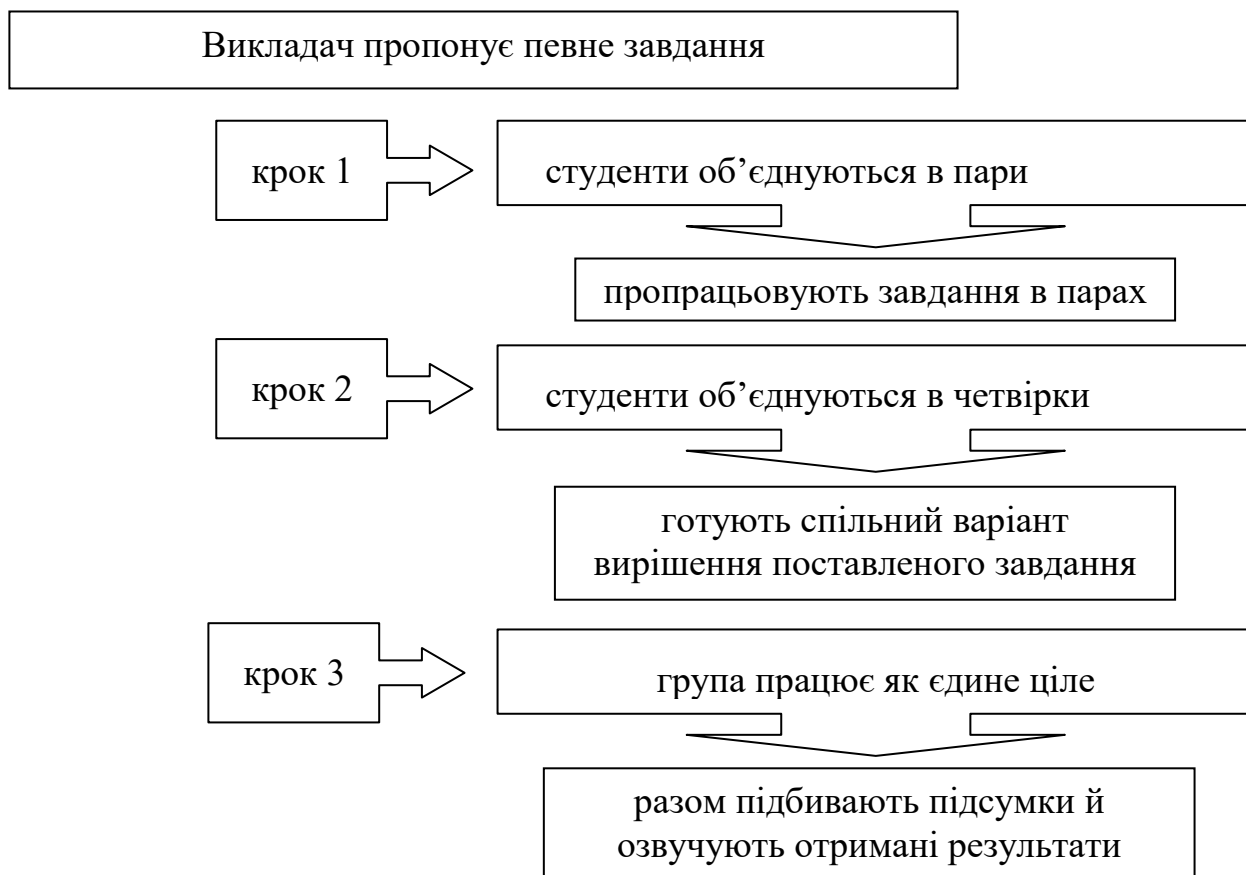 Викладач пропонує певне завдання
крок 1
студенти об’єднуються в пари
пропрацьовують завдання в парах
крок 2
студенти об’єднуються в четвірки
готують спільний варіант
вирішення поставленого завдання
крок 3
група працює як єдине ціле
разом підбивають підсумки й
озвучують отримані результати